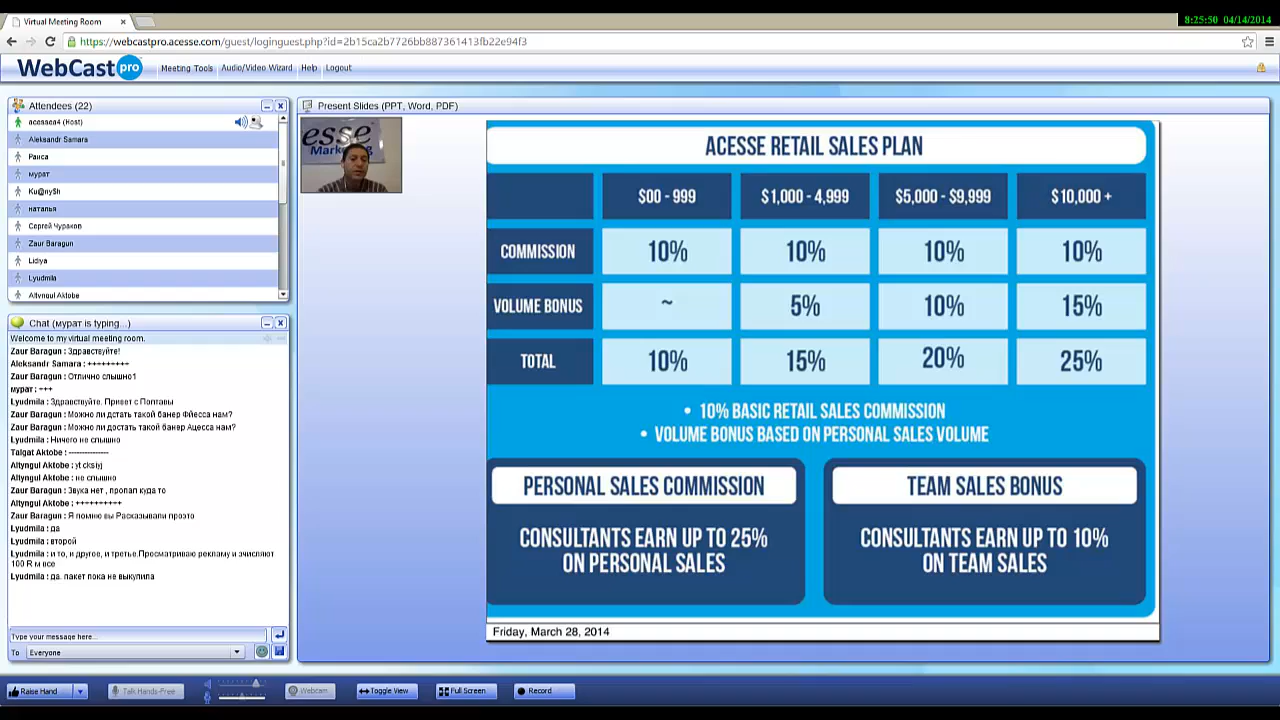 Virtual Meeting Room
8:25:50 04/14/2014
https://webcastpro.acesse.com/guest/loginguest.php?id=2b15ca2b7726bb887361413fb22e94f3
WebCast pro
Meeting Tools
Audio/Video Wizard
Help
Logout
Attendees (22)
acessea4 (Host)
Aleksandr Samara
Раиса
мурат
Ku@ny$h
наталья
Сергей Чураков
Zaur Baragun
Lidiya
Lyudmila
Altyngul Aktobe
Chat (мурат is typing...)
Welcome to my virtual meeting room.
Zaur Baragun : Здравствуйте!
Aleksandr Samara : +++++++++
Zaur Baragun : Отлично слышно1
мурат : +++
Lyudmila : Здравствуйте. Привет с Полтавы
Zaur Baragun : Можно ли дстать такой банер Фйесса нам?
Zaur Baragun : Можно ли достать такой банер Ацесса нам?
Lyudmila : Ничего не слышно
Talgat Aktobe : ---------------
Altyngul Aktobe : yt cksiyj
Altyngul Aktobe : не слышно
Zaur Baragun : Звука нет , пропал куда то
Altyngul Aktobe : ++++++++++
Zaur Baragun : Я помню вы Расказывали проэто
Lyudmila : да
Lyudmila : второй
Lyudmila : и то, и другое, и третье.Просматриваю рекламу и зчисляют
100 R м все
Lyudmila : да. пакет пока не выкупила
Type your message here...
To
Everyone
Present Slides (PPT, Word, PDF)
esse
ACESSE RETAIL SALES PLAN
$00 - 999 $1,000 - 4,999 $5,000 - $9,999 $10,000 +
COMMISSION 10% 10% 10% 10%
VOLUME BONUS ~ 5% 10% 15%
TOTAL 10% 15% 20% 25%
• 10% BASIC RETAIL SALES COMMISSION
• VOLUME BONUS BASED ON PERSONAL SALES VOLUME
PERSONAL SALES COMMISSION
CONSULTANTS EARN UP TO 25%
ON PERSONAL SALES
TEAM SALES BONUS
CONSULTANTS EARN UP TO 10%
ON TEAM SALES
Friday, March 28, 2014
Raise Hand
Talk Hands-Free
Webcam
Toggle View
Full Screen
Record